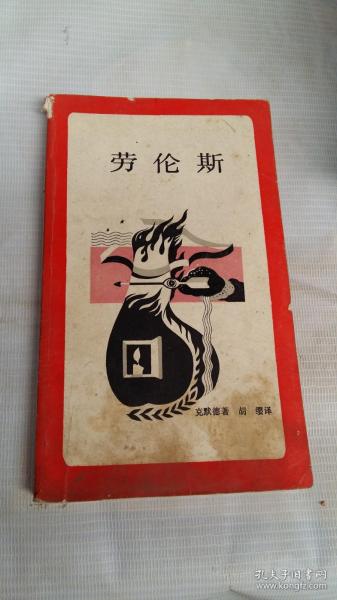 劳伦斯
克默德著 胡 缨译
孔夫子旧书网